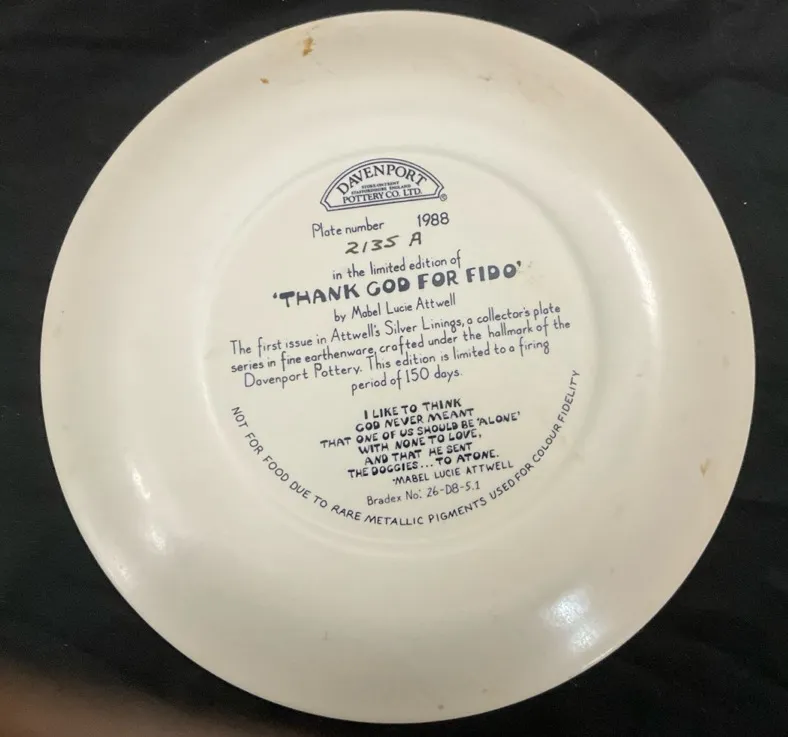 DAVENPORT
STOKE-ON-TRENT
STAFFORDSHIRE ENGLAND
POTTERY CO. LTD.
®
Plate number 1988
2135 A
in the limited edition of
'THANK GOD FOR FIDO'
by Mabel Lucie Attwell
The first issue in Attwell's Silver Linings, a collector's plate
series in fine earthenware, crafted under the hallmark of the
Davenport Pottery. This edition is limited to a firing
period of 150 days.
I LIKE TO THINK
GOD NEVER MEANT
THAT ONE OF US SHOULD BE 'ALONE'
WITH NONE TO LOVE,
AND THAT HE SENT
THE DOGGIES... TO ATONE.
-MABEL LUCIE ATTWELL
Bradex No: 26-D8-5.1
NOT FOR FOOD DUE TO RARE METALLIC PIGMENTS USED FOR COLOUR FIDELITY